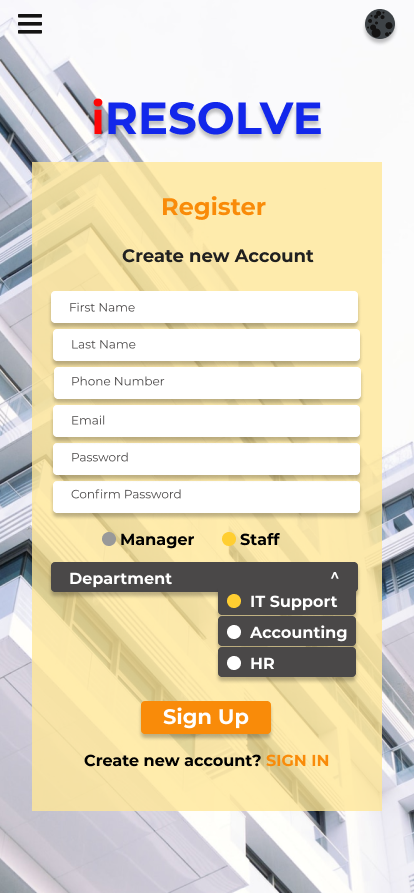 iRESOLVE
Register
Create new Account
First Name
Last Name
Phone Number
Email
Password
Confirm Password
Manager Staff
Department ^
IT Support
Accounting
HR
Sign Up
Create new account? SIGN IN